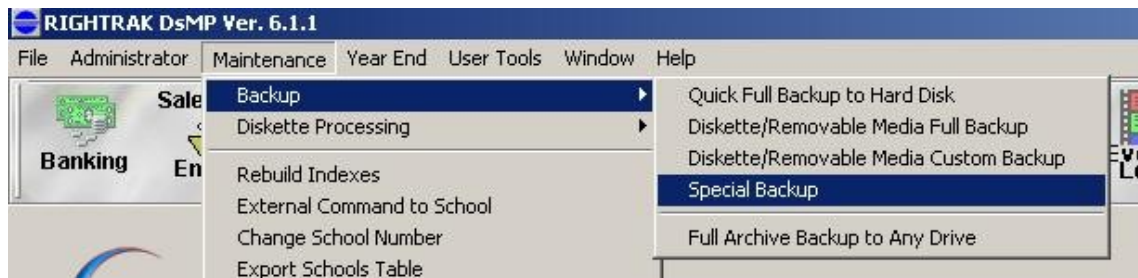 RIGHTRAK DsMP Ver. 6.1.1
File Administrator Maintenance Year End User Tools Window Help
Banking
Sale
En
Backup
Diskette Processing
Rebuild Indexes
External Command to School
Change School Number
Export Schools Table
Quick Full Backup to Hard Disk
Diskette/Removable Media Full Backup
Diskette/Removable Media Custom Backup
Special Backup
Full Archive Backup to Any Drive